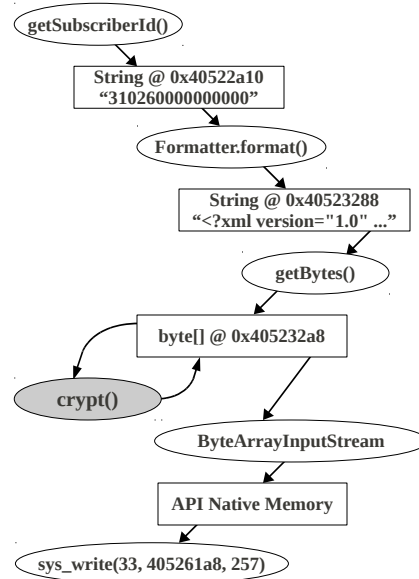 getSubscriberId()
String @ 0x40522a10
“310260000000000”
Formatter.format()
String @ 0x40523288
“<?xml version="1.0" ...”
getBytes()
byte[] @ 0x405232a8
crypt()
ByteArrayInputStream
API Native Memory
sys_write(33, 405261a8, 257)